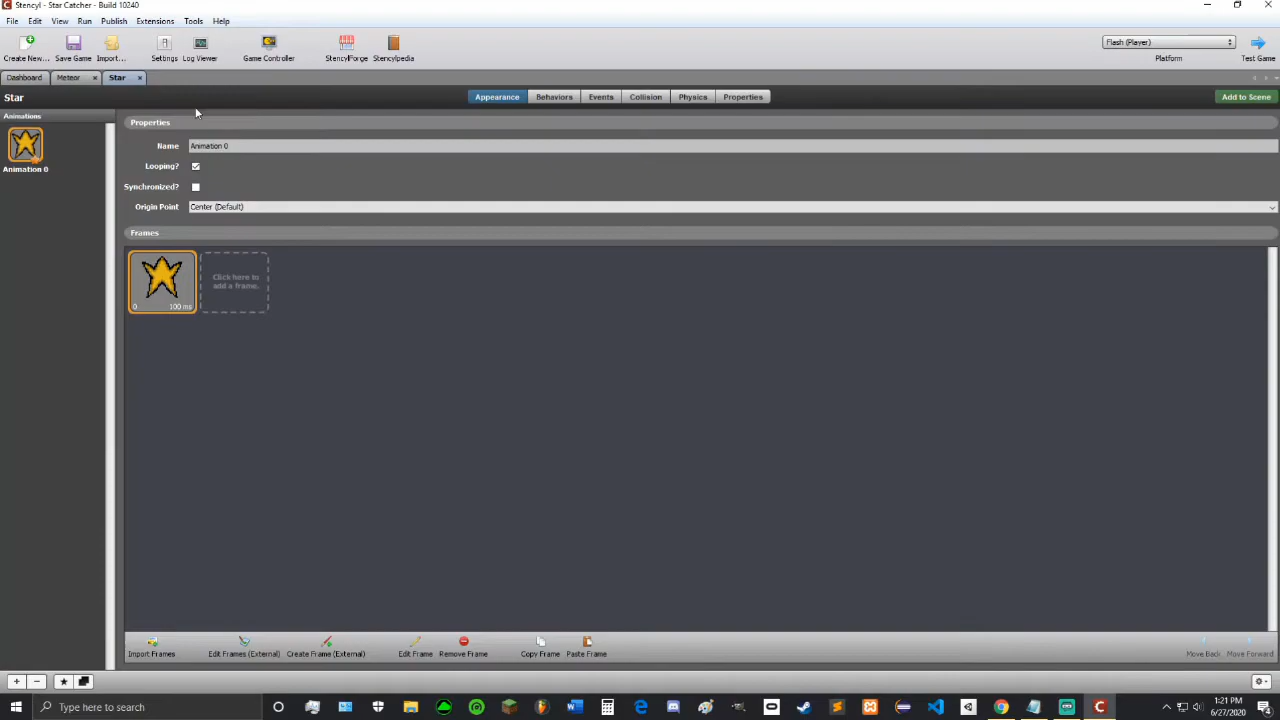 Stencyl - Star Catcher - Build 10240
File Edit View Run Publish Extensions Tools Help
Create New... Save Game Import... Settings Log Viewer Game Controller StencylForge Stencylpedia Flash (Player) Platform Test Game
Dashboard Meteor × Star ×
Star Appearance Behaviors Events Collision Physics Properties Add to Scene
Animations
Properties
Name Animation 0
Looping?
Animation 0
Synchronized?
Origin Point Center (Default)
Frames
Click here to
add a frame.
0 100 ms
Import Frames Edit Frames (External) Create Frame (External) Edit Frame Remove Frame Copy Frame Paste Frame Move Back Move Forward
Type here to search
1:21 PM
6/27/2020